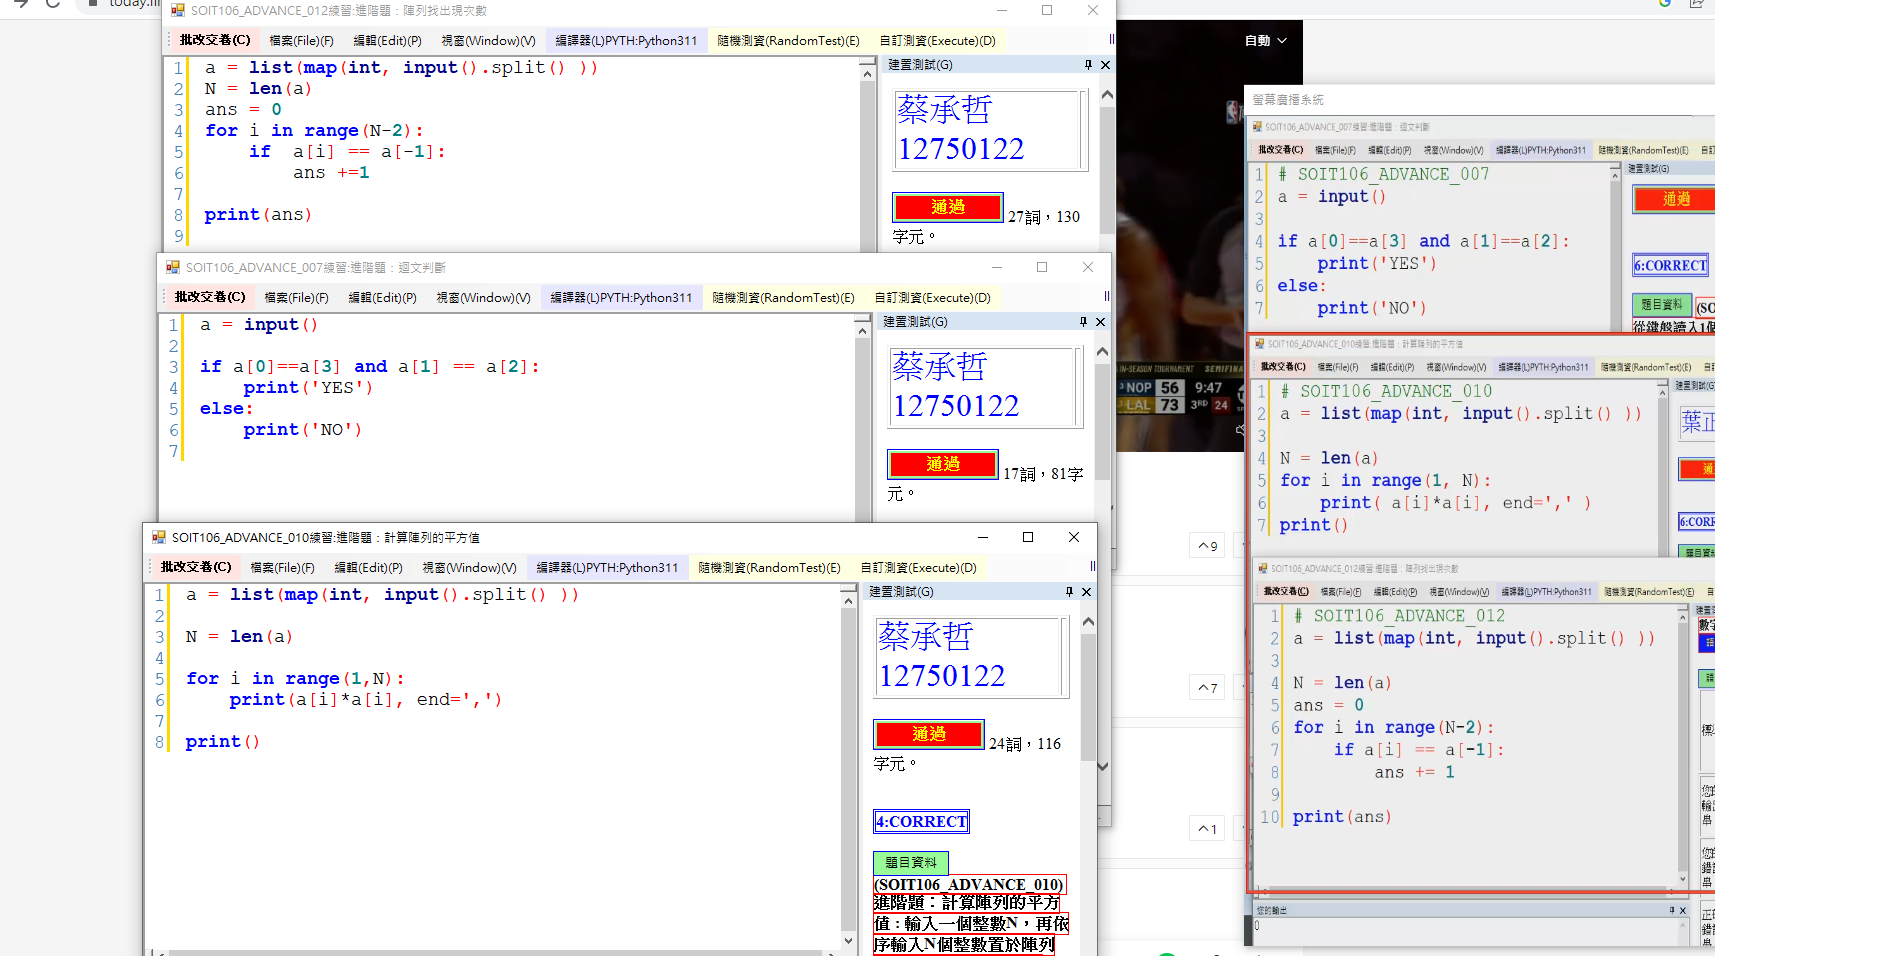 today.li
SOIT106_ADVANCE_012練習:進階題：陣列找出現次數
批改交卷(C) 檔案(File)(F) 編輯(Edit)(P) 視窗(Window)(V) 編譯器(L)PYTH:Python311 隨機測資(RandomTest)(E) 自訂測資(Execute)(D)
1 a = list(map(int, input().split() ))
2 N = len(a)
3 ans = 0
4 for i in range(N-2):
5     if  a[i] == a[-1]:
6         ans +=1
7
8 print(ans)
9
建置測試(G)
蔡承哲
12750122
通過 27詞，130
字元。
SOIT106_ADVANCE_007練習:進階題：迴文判斷
批改交卷(C) 檔案(File)(F) 編輯(Edit)(P) 視窗(Window)(V) 編譯器(L)PYTH:Python311 隨機測資(RandomTest)(E) 自訂測資(Execute)(D)
1 a = input()
2
3 if a[0]==a[3] and a[1] == a[2]:
4     print('YES')
5 else:
6     print('NO')
7
建置測試(G)
蔡承哲
12750122
通過 17詞，81字
元。
SOIT106_ADVANCE_010練習:進階題：計算陣列的平方值
批改交卷(C) 檔案(File)(F) 編輯(Edit)(P) 視窗(Window)(V) 編譯器(L)PYTH:Python311 隨機測資(RandomTest)(E) 自訂測資(Execute)(D)
1 a = list(map(int, input().split() ))
2
3 N = len(a)
4
5 for i in range(1,N):
6     print(a[i]*a[i], end=',')
7
8 print()
建置測試(G)
蔡承哲
12750122
通過 24詞，116
字元。
4:CORRECT
題目資料
(SOIT106_ADVANCE_010)
進階題：計算陣列的平方
值：輸入一個整數N，再依
序輸入N個整數置於陣列
自動
IN-SEASON TOURNAMENT SEMIFINA
3 NOP 56 9:47
1 LAL 73 3RD 24
9
7
1
螢幕廣播系統
SOIT106_ADVANCE_007練習:進階題：迴文判斷
批改交卷(C) 檔案(File)(F) 編輯(Edit)(P) 視窗(Window)(V) 編譯器(L)PYTH:Python311 隨機測資(RandomTest)(E) 自訂
1 # SOIT106_ADVANCE_007
2 a = input()
3
4 if a[0]==a[3] and a[1]==a[2]:
5     print('YES')
6 else:
7     print('NO')
建置測試(G)
通過
6:CORRECT
題目資料 (SO
從鍵盤讀入1個
SOIT106_ADVANCE_010練習:進階題：計算陣列的平方值
批改交卷(C) 檔案(File)(F) 編輯(Edit)(P) 視窗(Window)(V) 編譯器(L)PYTH:Python311 隨機測資(RandomTest)(E) 自
1 # SOIT106_ADVANCE_010
2 a = list(map(int, input().split() ))
3
4 N = len(a)
5 for i in range(1, N):
6     print( a[i]*a[i], end=',' )
7 print()
建置測試(G)
葉正
通
6:CORR
題目資料
SOIT106_ADVANCE_012練習:進階題：陣列找出現次數
批改交卷(C) 檔案(File)(F) 編輯(Edit)(P) 視窗(Window)(V) 編譯器(L)PYTH:Python311 隨機測資(RandomTest)(E) 自
1 # SOIT106_ADVANCE_012
2 a = list(map(int, input().split() ))
3
4 N = len(a)
5 ans = 0
6 for i in range(N-2):
7     if a[i] == a[-1]:
8         ans += 1
9
10 print(ans)
建置
數字
標
您的
輸出
串
您的
錯誤
串
正的
錯誤
串
您的輸出
0